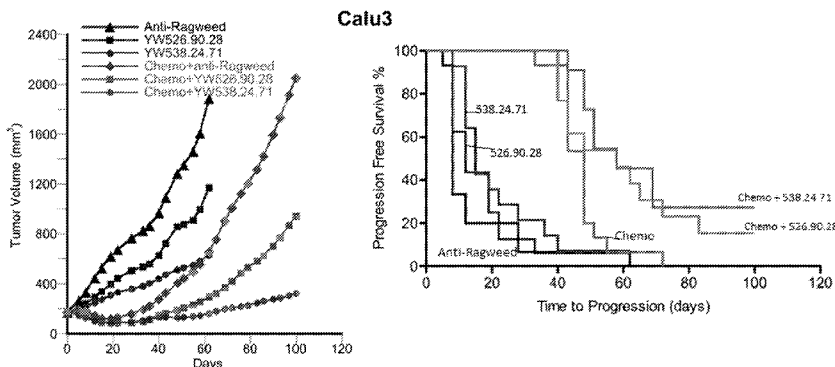 Calu3
Anti-Ragweed
YW526.90.28
YW538.24.71
Chemo+anti-Ragweed
Chemo+YW526.90.28
Chemo+YW538.24.71
Tumor Volume (mm³)
2400
2000
1600
1200
800
400
0
0 20 40 60 80 100 120
Days
Progression Free Survival %
100
80
60
40
20
0
538.24.71
526.90.28
Chemo + 538.24.71
Chemo + 526.90.28
Chemo
Anti-Ragweed
0 20 40 60 80 100 120
Time to Progression (days)